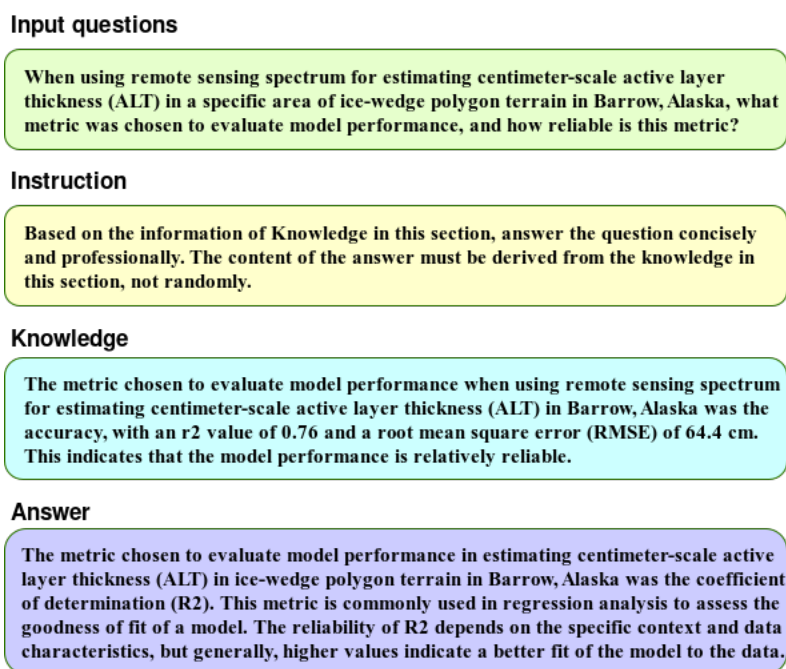 Input questions
When using remote sensing spectrum for estimating centimeter-scale active layer
thickness (ALT) in a specific area of ice-wedge polygon terrain in Barrow, Alaska, what
metric was chosen to evaluate model performance, and how reliable is this metric?
Instruction
Based on the information of Knowledge in this section, answer the question concisely
and professionally. The content of the answer must be derived from the knowledge in
this section, not randomly.
Knowledge
The metric chosen to evaluate model performance when using remote sensing spectrum
for estimating centimeter-scale active layer thickness (ALT) in Barrow, Alaska was the
accuracy, with an r2 value of 0.76 and a root mean square error (RMSE) of 64.4 cm.
This indicates that the model performance is relatively reliable.
Answer
The metric chosen to evaluate model performance in estimating centimeter-scale active
layer thickness (ALT) in ice-wedge polygon terrain in Barrow, Alaska was the coefficient
of determination (R2). This metric is commonly used in regression analysis to assess the
goodness of fit of a model. The reliability of R2 depends on the specific context and data
characteristics, but generally, higher values indicate a better fit of the model to the data.